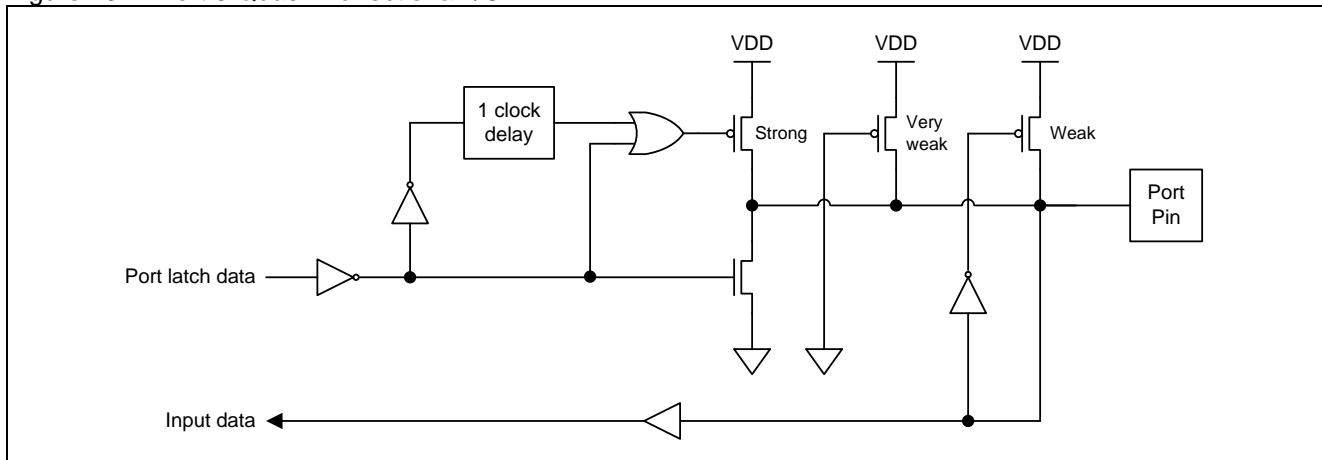 VDD
VDD
VDD
1 clock
delay
Strong
Very
weak
Weak
Port
Pin
Port latch data
Input data